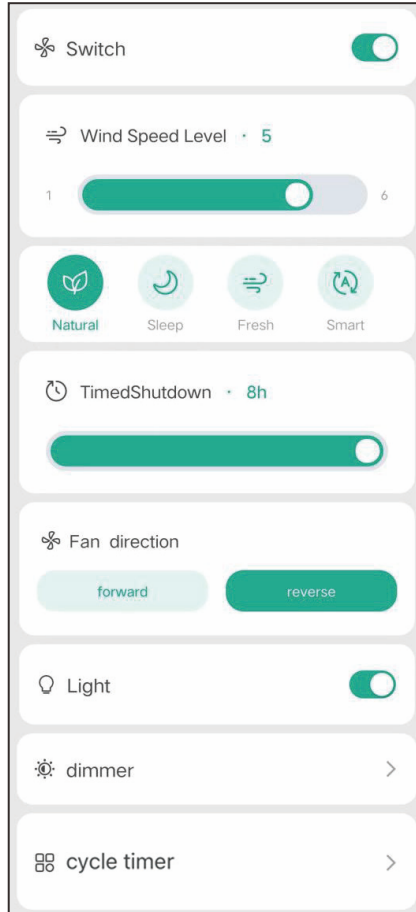 Switch
Wind Speed Level · 5
1 6
Natural Sleep Fresh Smart
TimedShutdown · 8h
Fan direction
forward reverse
Light
dimmer
cycle timer